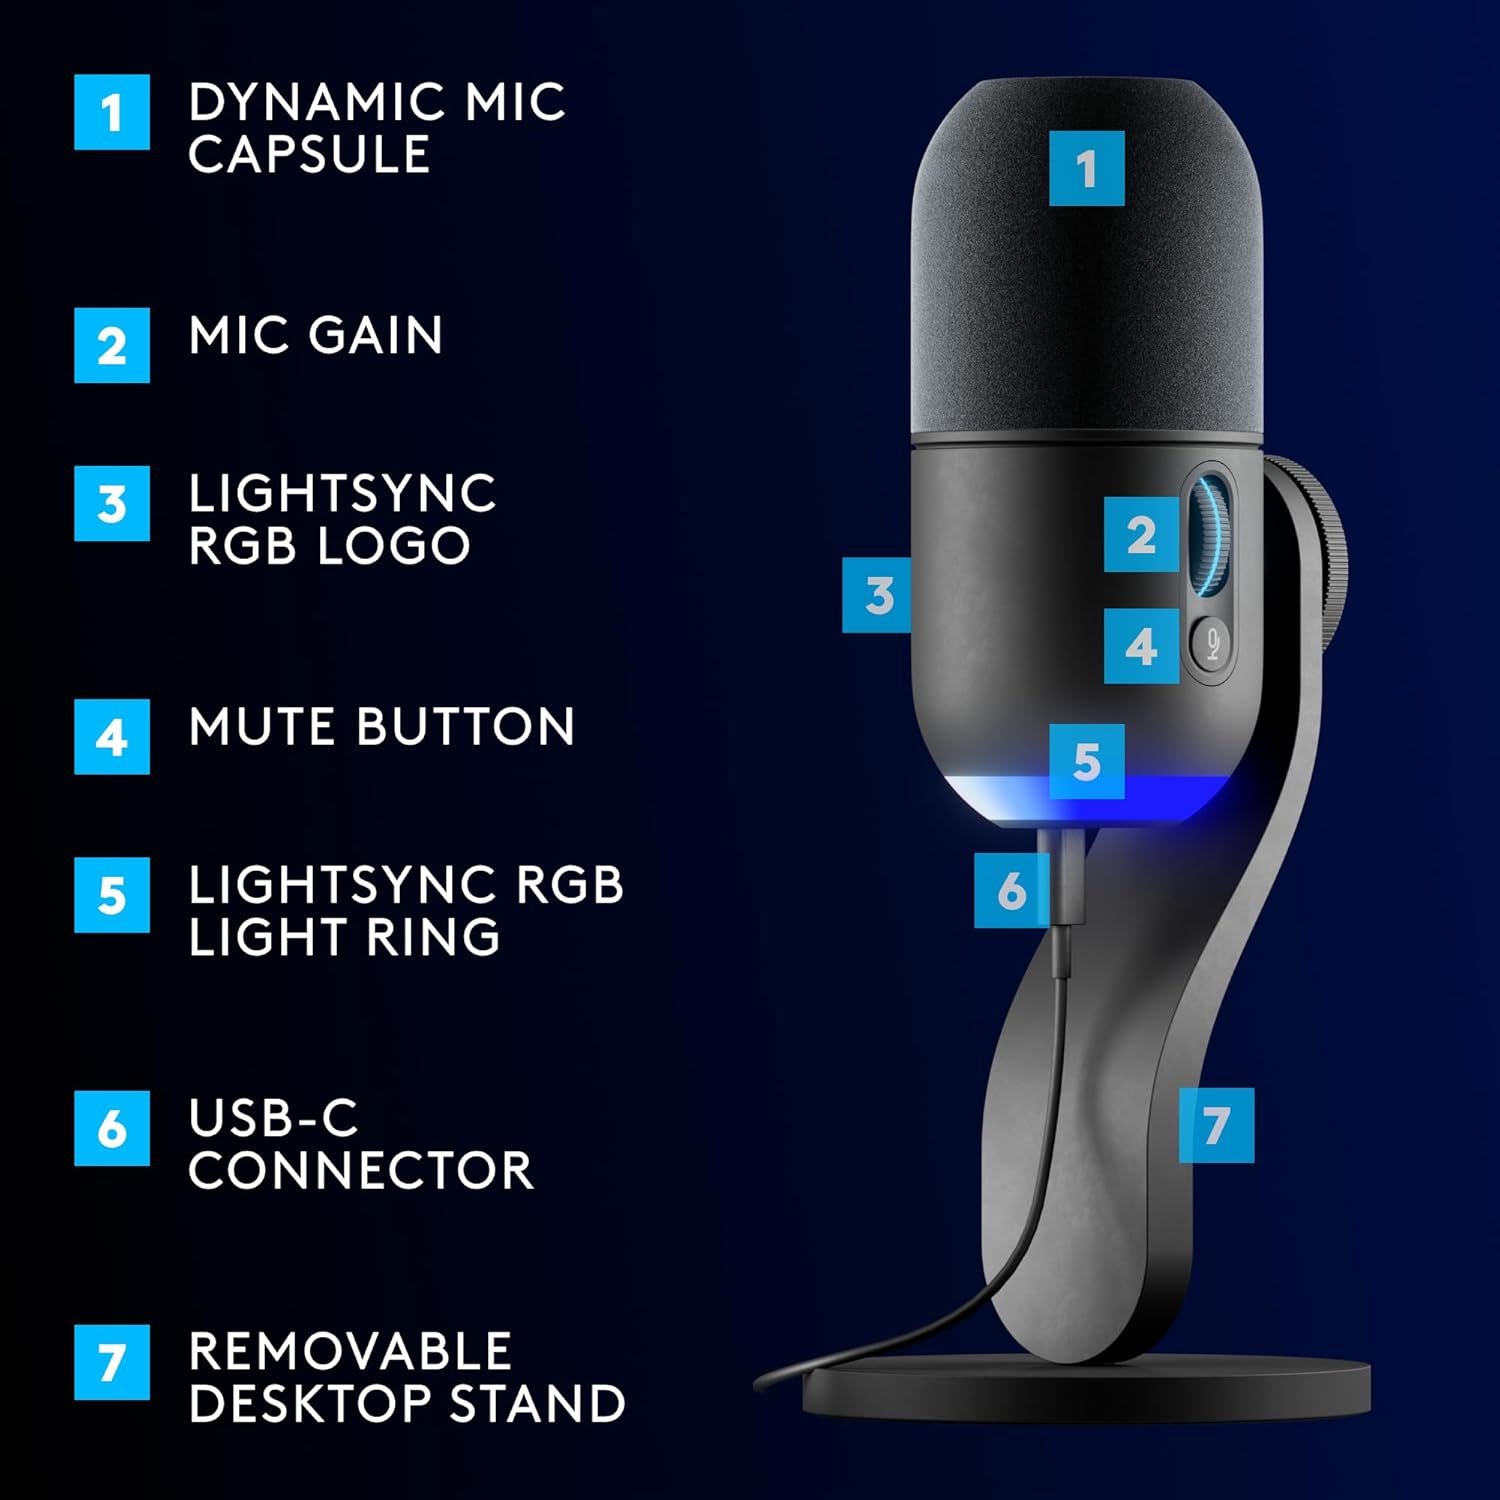 1 DYNAMIC MIC
CAPSULE
2 MIC GAIN
3 LIGHTSYNC
RGB LOGO
4 MUTE BUTTON
5 LIGHTSYNC RGB
LIGHT RING
6 USB-C
CONNECTOR
7 REMOVABLE
DESKTOP STAND
1
2
3
4
5
6
7